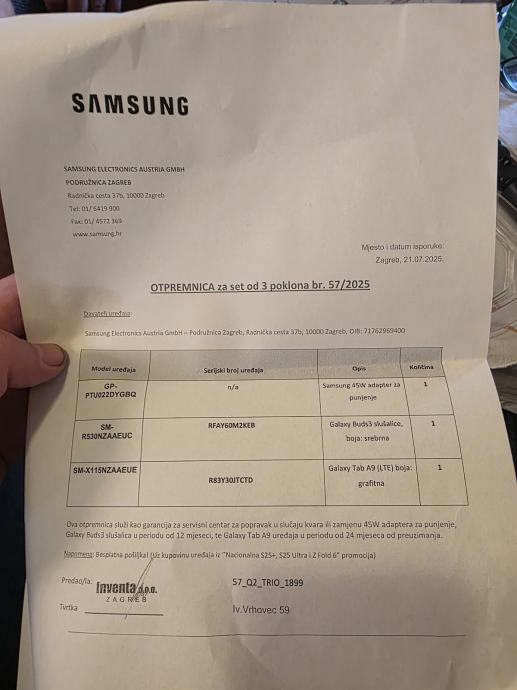 SAMSUNG
SAMSUNG ELECTRONICS AUSTRIA GMBH
PODRUŽNICA ZAGREB
Radnička cesta 37b, 10000 Zagreb
Tel: 01/ 6419 900
Fax: 01/ 4572 369
www.samsung.hr
Mjesto i datum isporuke:
Zagreb, 21.07.2025.
OTPREMNICA za set od 3 poklona br. 57/2025
Davatelj uređaja:
Samsung Electronics Austria GmbH – Podružnica Zagreb, Radnička cesta 37b, 10000 Zagreb, OIB: 71762969400
Model uređaja Serijski broj uređaja Opis Količina
GP-PTU022DYGBQ n/a Samsung 45W adapter za punjenje 1
SM-R530NZAAEUC RFAY60M2KEB Galaxy Buds3 slušalice, boja: srebrna 1
SM-X115NZAAEUE R83Y30JTCTD Galaxy Tab A9 (LTE) boja: grafitna 1
Ova otpremnica služi kao garancija za servisni centar za popravak u slučaju kvara ili zamjenu 45W adaptera za punjenje,
Galaxy Buds3 slušalica u periodu od 12 mjeseci, te Galaxy Tab A9 uređaja u periodu od 24 mjeseca od preuzimanja.
Napomena: Besplatna pošiljka! (Uz kupovinu uređaja iz "Nacionalna S25+, S25 Ultra i Z Fold 6" promocija)
Predao/la: Inventa d.o.o. 57_Q2_TRIO_1899
ZAGREB
Tvrtka Iv.Vrhovec 59